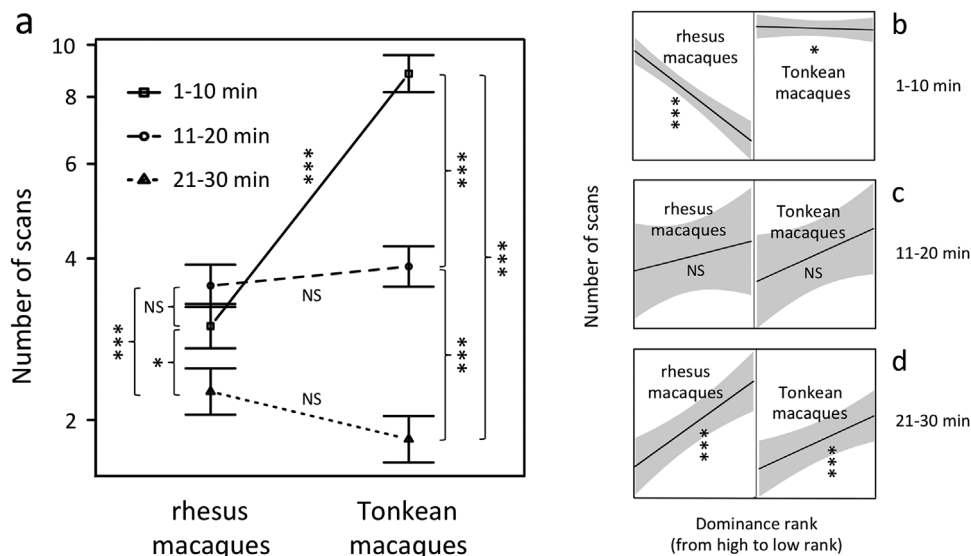 a
10
8
6
4
2
Number of scans
1-10 min
11-20 min
21-30 min
***
***
***
***
***
NS
*
NS
NS
rhesus
macaques
Tonkean
macaques
b
rhesus
macaques
***
*
Tonkean
macaques
1-10 min
c
rhesus
macaques
NS
Tonkean
macaques
NS
11-20 min
Number of scans
d
rhesus
macaques
***
Tonkean
macaques
***
21-30 min
Dominance rank
(from high to low rank)